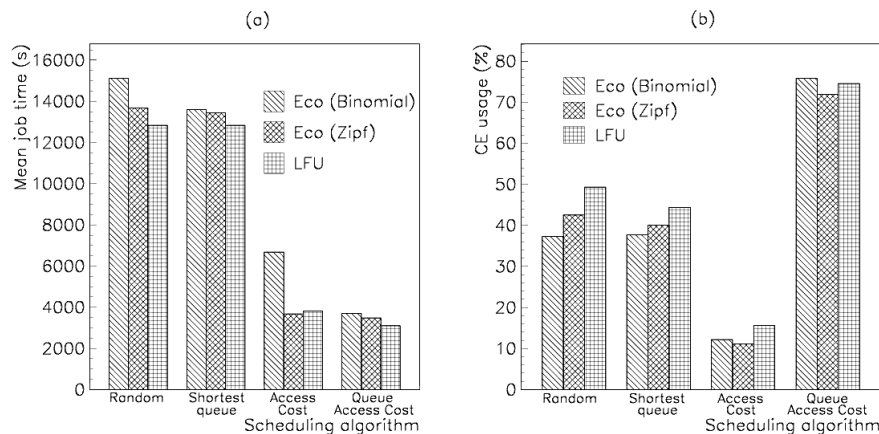 (a)
Mean job time (s)
16000
14000
12000
10000
8000
6000
4000
2000
0
Eco (Binomial)
Eco (Zipf)
LFU
Random
Shortest
queue
Access
Cost
Queue
Access Cost
Scheduling algorithm
(b)
CE usage (%)
80
70
60
50
40
30
20
10
0
Eco (Binomial)
Eco (Zipf)
LFU
Random
Shortest
queue
Access
Cost
Queue
Access Cost
Scheduling algorithm